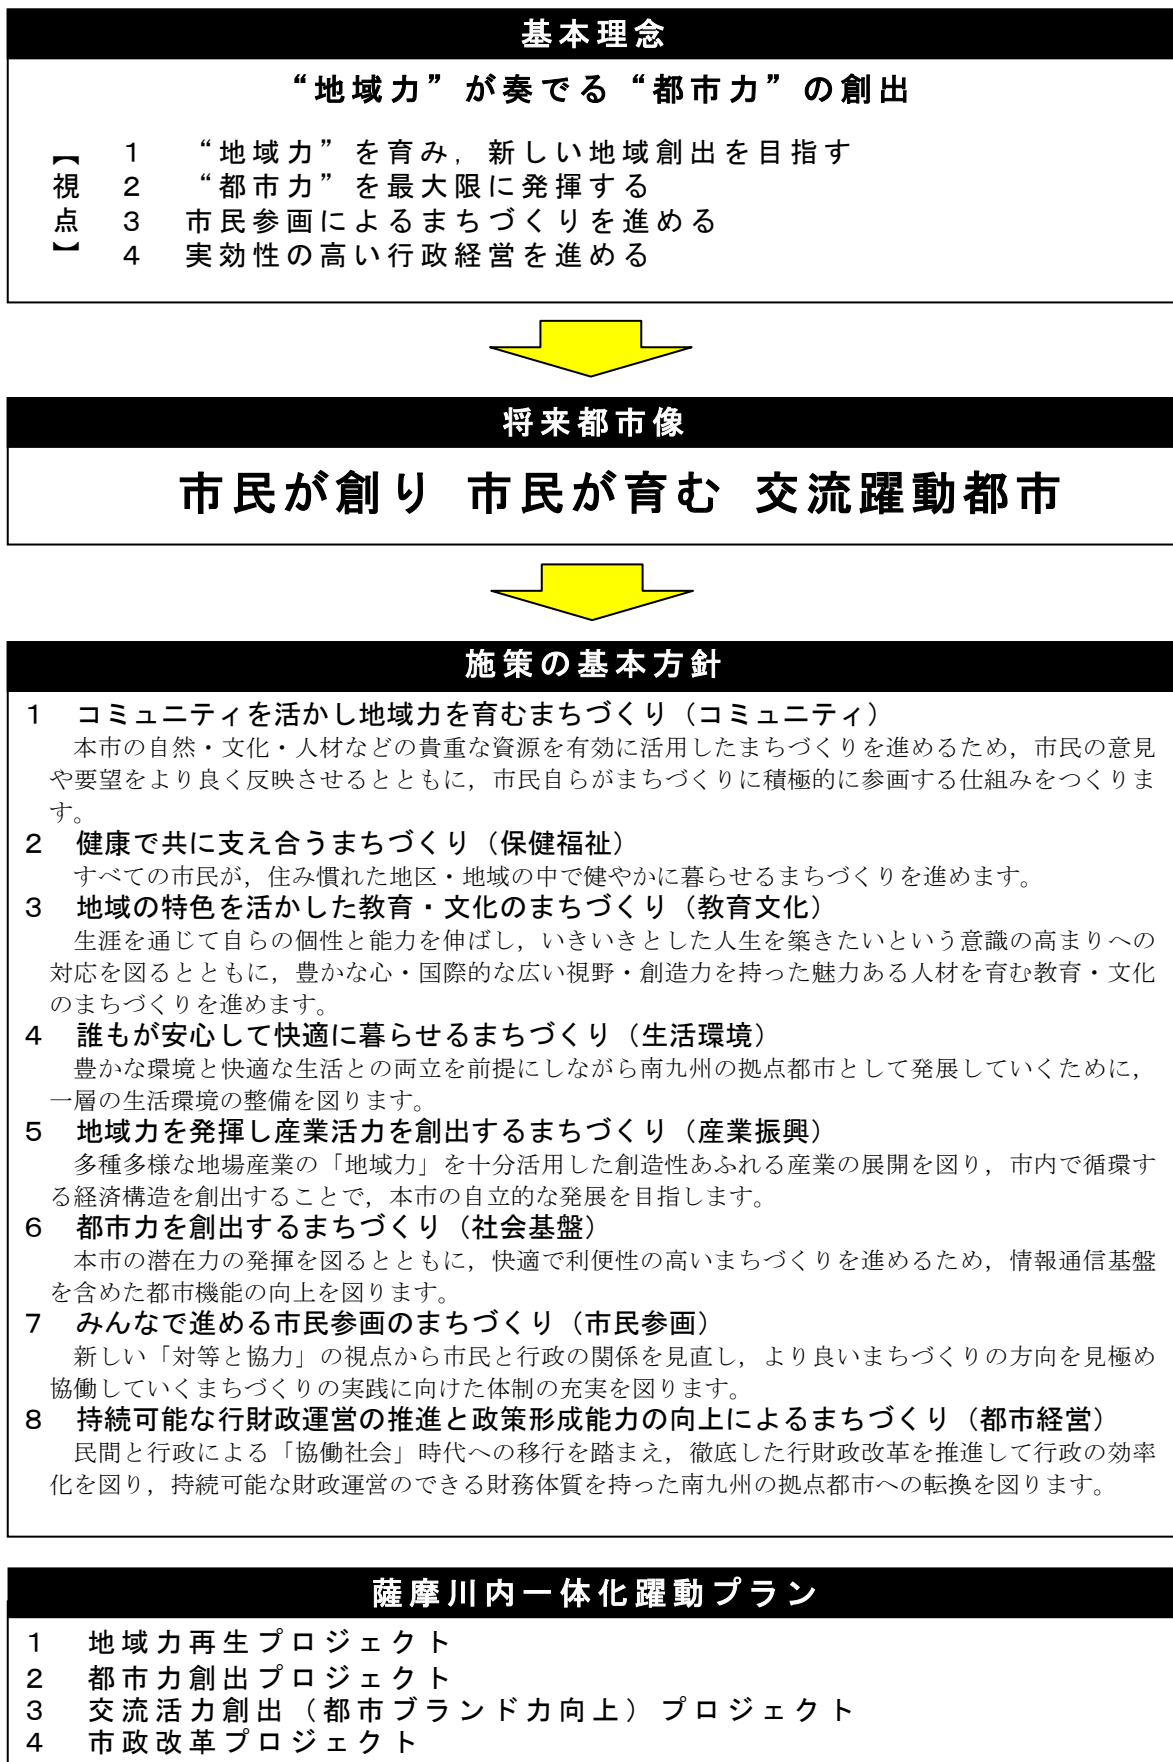 基本理念
“地域力”が奏でる“都市力”の創出
【視点】
1 “地域力”を育み，新しい地域創出を目指す
2 “都市力”を最大限に発揮する
3 市民参画によるまちづくりを進める
4 実効性の高い行政経営を進める
将来都市像
市民が創り 市民が育む 交流躍動都市
施策の基本方針
1 コミュニティを活かし地域力を育むまちづくり（コミュニティ）
本市の自然・文化・人材などの貴重な資源を有効に活用したまちづくりを進めるため，市民の意見
や要望をより良く反映させるとともに，市民自らがまちづくりに積極的に参画する仕組みをつくりま
す。
2 健康で共に支え合うまちづくり（保健福祉）
すべての市民が，住み慣れた地区・地域の中で健やかに暮らせるまちづくりを進めます。
3 地域の特色を活かした教育・文化のまちづくり（教育文化）
生涯を通じて自らの個性と能力を伸ばし，いきいきとした人生を築きたいという意識の高まりへの
対応を図るとともに，豊かな心・国際的な広い視野・創造力を持った魅力ある人材を育む教育・文化
のまちづくりを進めます。
4 誰もが安心して快適に暮らせるまちづくり（生活環境）
豊かな環境と快適な生活との両立を前提にしながら南九州の拠点都市として発展していくために，
一層の生活環境の整備を図ります。
5 地域力を発揮し産業活力を創出するまちづくり（産業振興）
多種多様な地場産業の「地域力」を十分活用した創造性あふれる産業の展開を図り，市内で循環す
る経済構造を創出することで，本市の自立的な発展を目指します。
6 都市力を創出するまちづくり（社会基盤）
本市の潜在力の発揮を図るとともに，快適で利便性の高いまちづくりを進めるため，情報通信基盤
を含めた都市機能の向上を図ります。
7 みんなで進める市民参画のまちづくり（市民参画）
新しい「対等と協力」の視点から市民と行政の関係を見直し，より良いまちづくりの方向を見極め
協働していくまちづくりの実践に向けた体制の充実を図ります。
8 持続可能な行財政運営の推進と政策形成能力の向上によるまちづくり（都市経営）
民間と行政による「協働社会」時代への移行を踏まえ，徹底した行財政改革を推進して行政の効率
化を図り，持続可能な財政運営のできる財務体質を持った南九州の拠点都市への転換を図ります。
薩摩川内一体化躍動プラン
1 地域力再生プロジェクト
2 都市力創出プロジェクト
3 交流活力創出（都市ブランド力向上）プロジェクト
4 市政改革プロジェクト